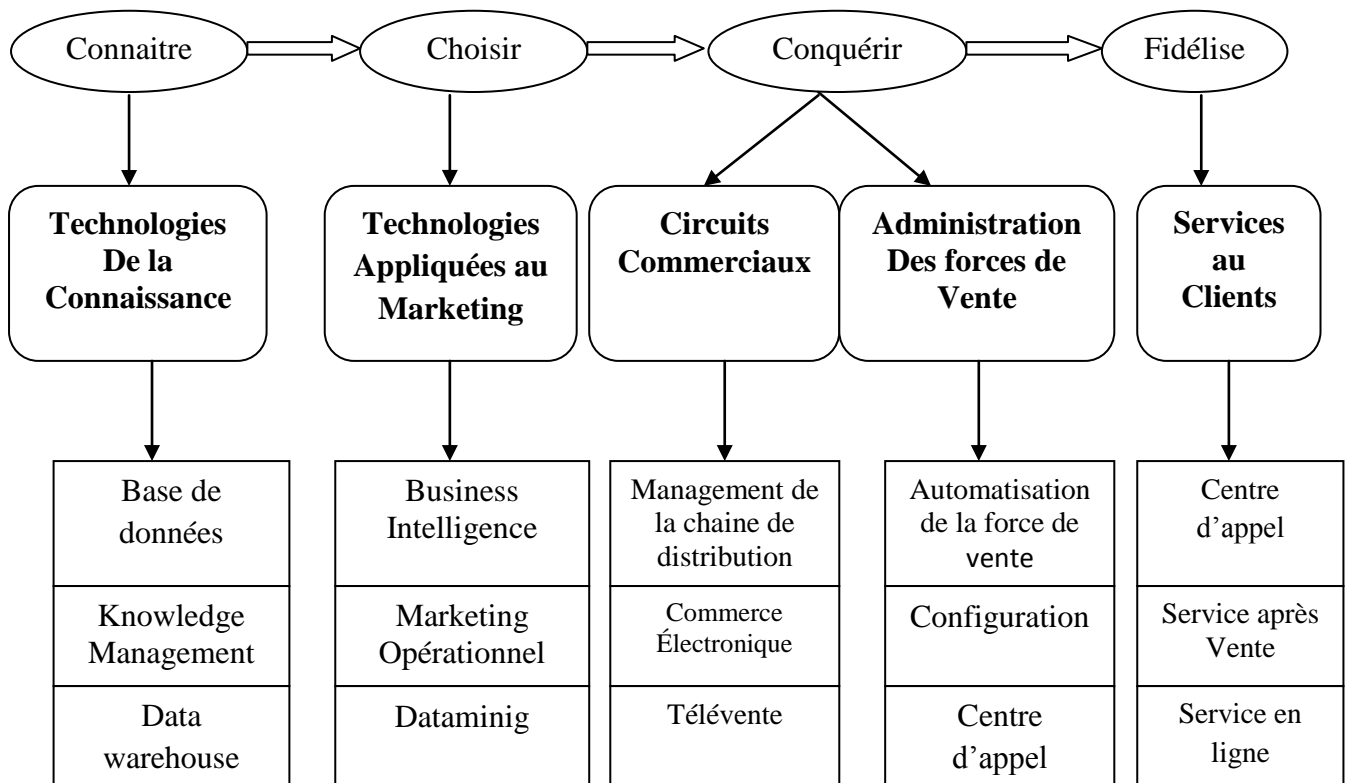 Connaitre
Choisir
Conquérir
Fidélise
Technologies
De la
Connaissance
Technologies
Appliquées au
Marketing
Circuits
Commerciaux
Administration
Des forces de
Vente
Services
au
Clients
Base de
données
Knowledge
Management
Data
warehouse
Business
Intelligence
Marketing
Opérationnel
Dataminig
Management de
la chaine de
distribution
Commerce
Électronique
Télévente
Automatisation
de la force de
vente
Configuration
Centre
d’appel
Centre
d’appel
Service après
Vente
Service en
ligne